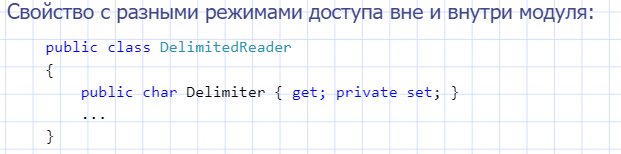 Свойство с разными режимами доступа вне и внутри модуля:
public class DelimitedReader
{
public char Delimiter { get; private set; }
...
}